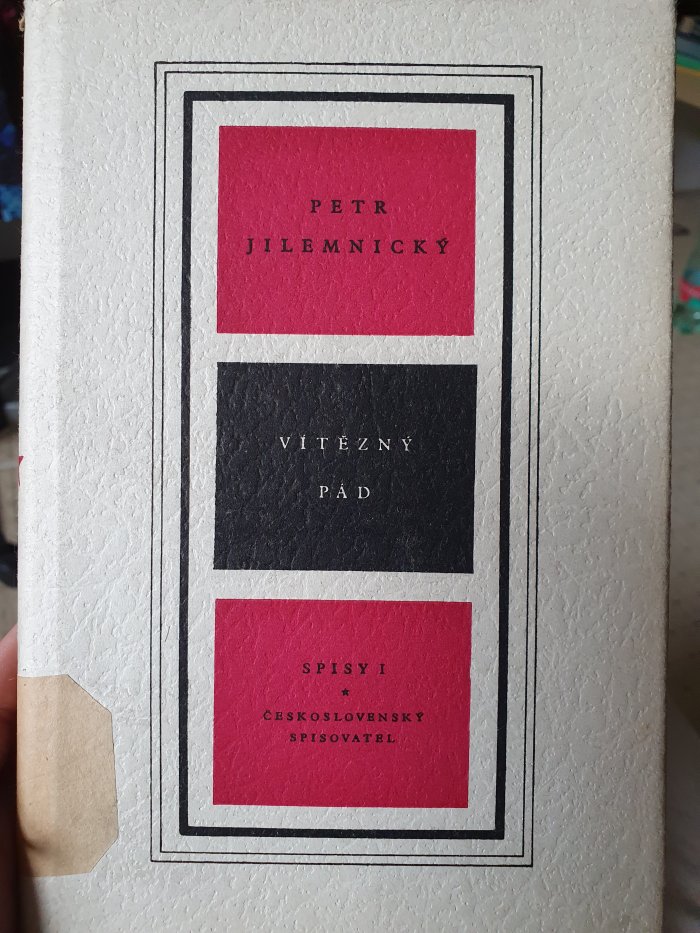 PETR
JILEMNICKÝ
VÍTĚZNÝ
PÁD
SPISY I
ČESKOSLOVENSKÝ
SPISOVATEL